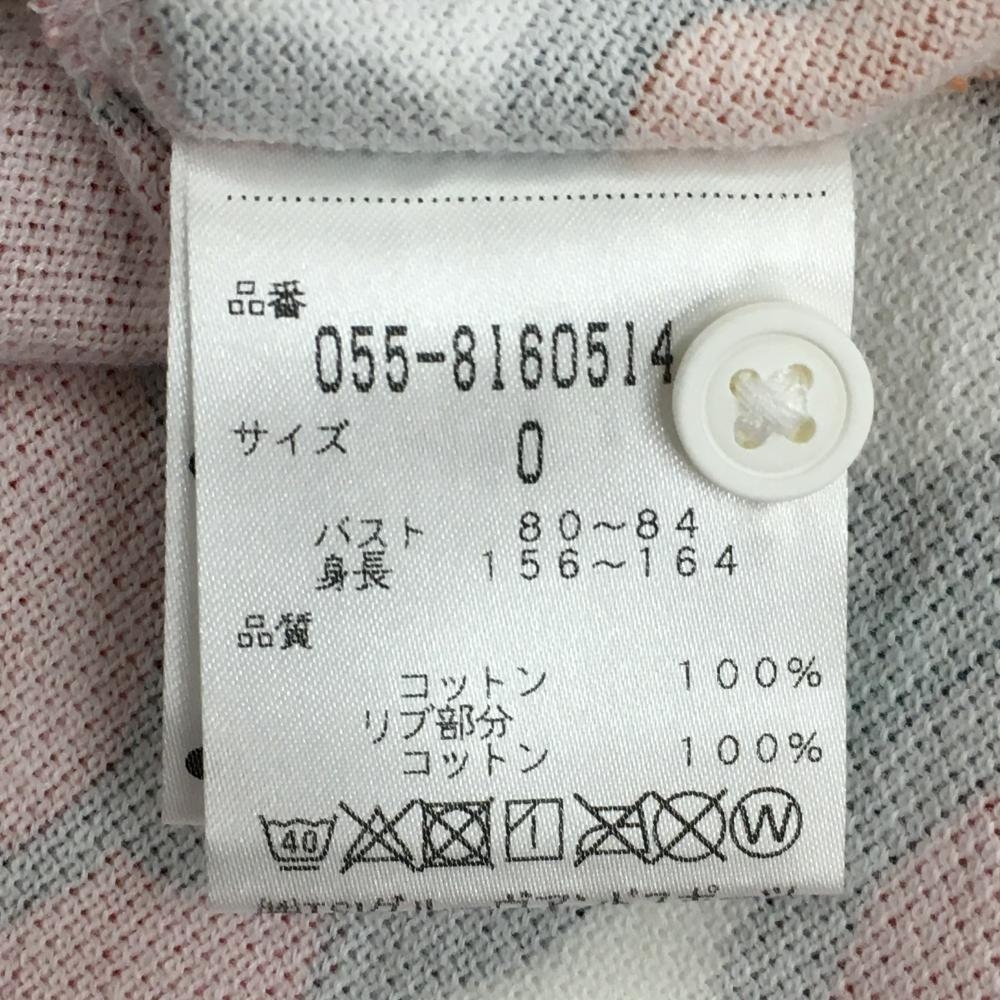 品番
055-8160514
サイズ 0
バスト 80～84
身長 156～164
品質
コットン 100%
リブ部分
コットン 100%
40 W